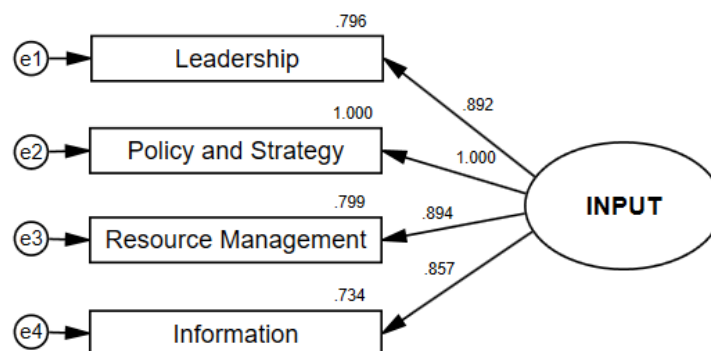 .796
e1
Leadership
.892
1.000
e2
Policy and Strategy
1.000
.799
e3
Resource Management
.894
INPUT
.857
.734
e4
Information